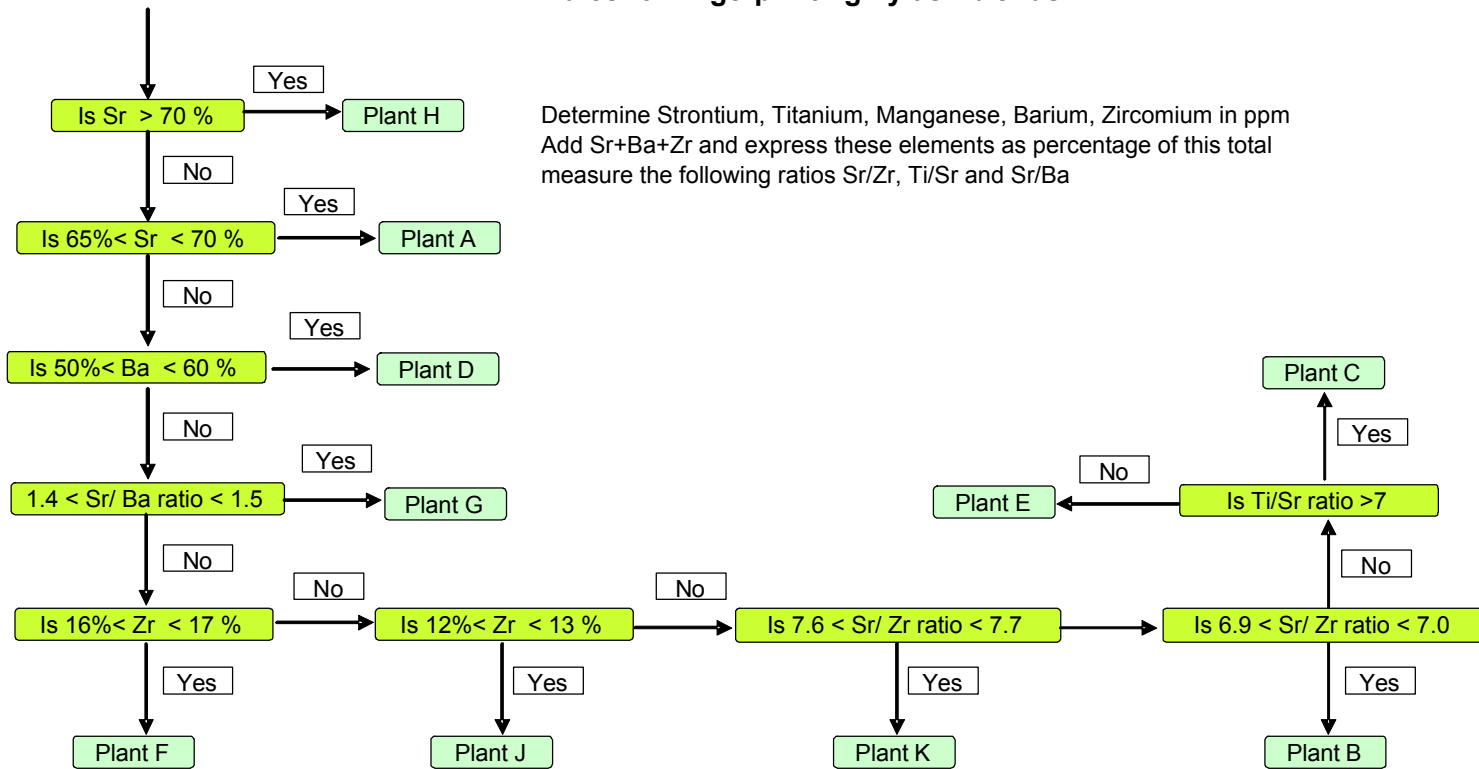 Yes
Is Sr > 70 %
Plant H
Determine Strontium, Titanium, Manganese, Barium, Zircomium in ppm
Add Sr+Ba+Zr and express these elements as percentage of this total
measure the following ratios Sr/Zr, Ti/Sr and Sr/Ba
No
Yes
Is 65%< Sr < 70 %
Plant A
No
Yes
Is 50%< Ba < 60 %
Plant D
Plant C
No
Yes
Yes
No
1.4 < Sr/ Ba ratio < 1.5
Plant G
Plant E
Is Ti/Sr ratio >7
No
No
No
No
Is 16%< Zr < 17 %
Is 12%< Zr < 13 %
Is 7.6 < Sr/ Zr ratio < 7.7
Is 6.9 < Sr/ Zr ratio < 7.0
Yes
Yes
Yes
Yes
Plant F
Plant J
Plant K
Plant B